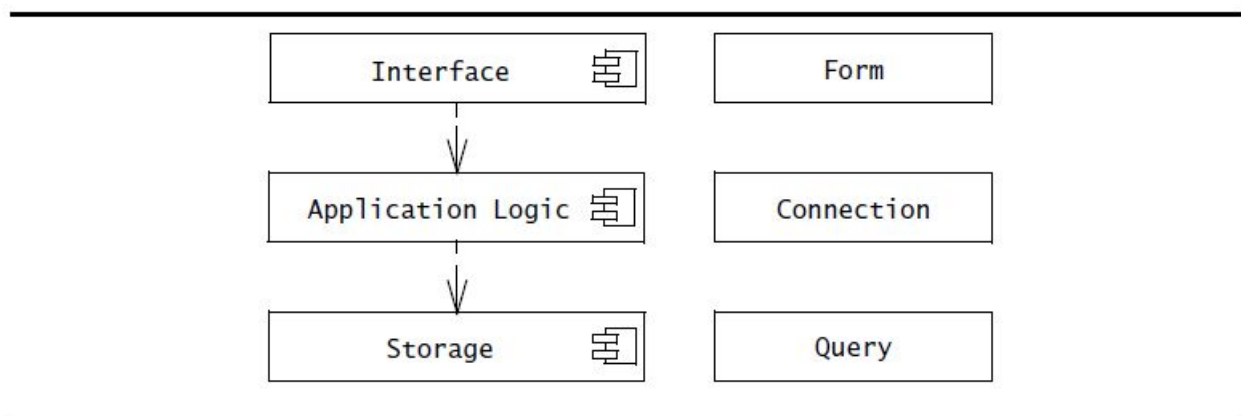 Interface
Form
Application Logic
Connection
Storage
Query